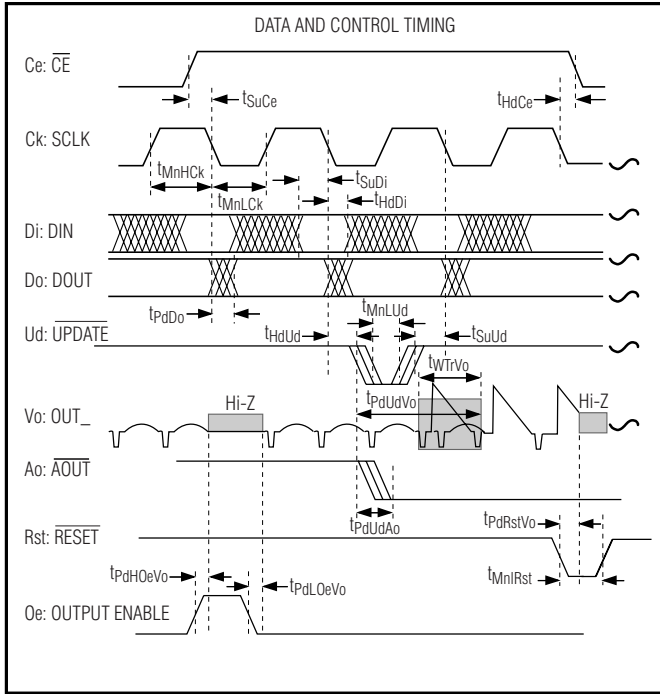 DATA AND CONTROL TIMING
Ce: CE
tSuCe
tHdCe
Ck: SCLK
tMnHCk
tMnLCk
tSuDi
tHdDi
Di: DIN
Do: DOUT
tPdDo
tMnLUd
tHdUd
tSuUd
Ud: UPDATE
tWTrVo
Hi-Z
tPdUdVo
Hi-Z
Vo: OUT_
Ao: AOUT
tPdUdAo
tPdRstVo
Rst: RESET
tMnlRst
tPdHOeVo
tPdLOeVo
Oe: OUTPUT ENABLE